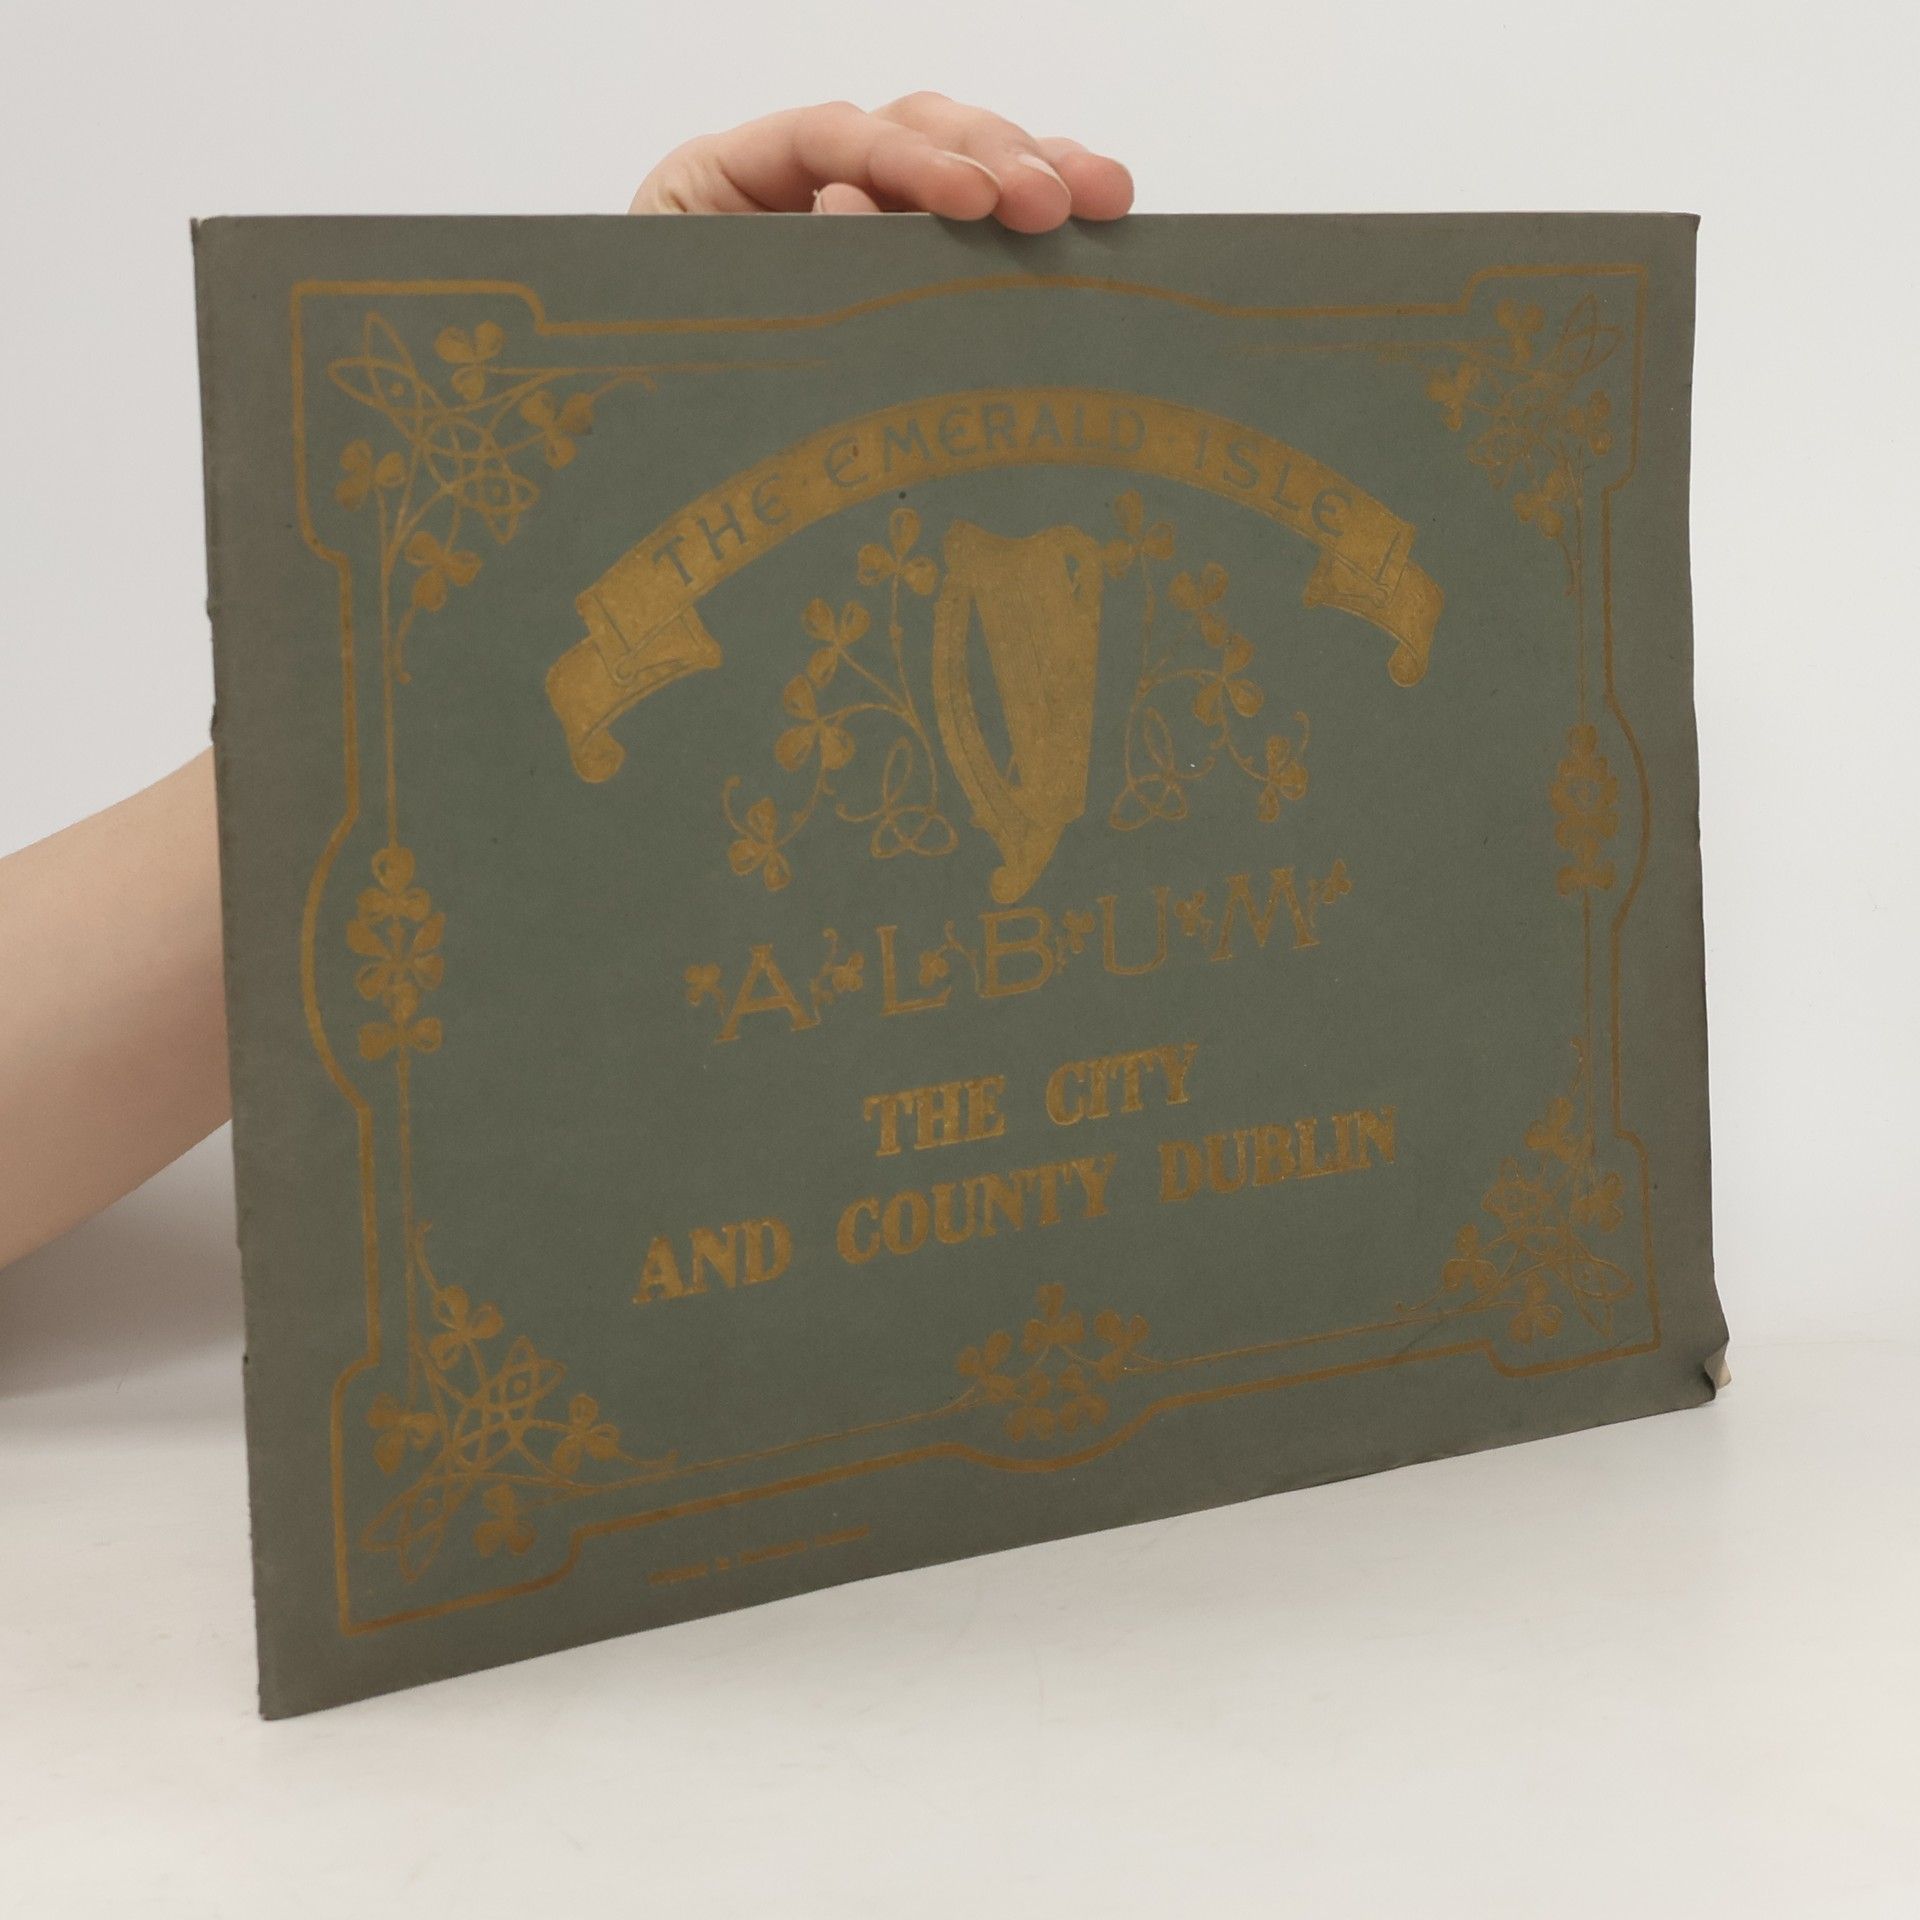 THE · EMERALD · ISLE
ALBUM
THE CITY
AND COUNTY DUBLIN